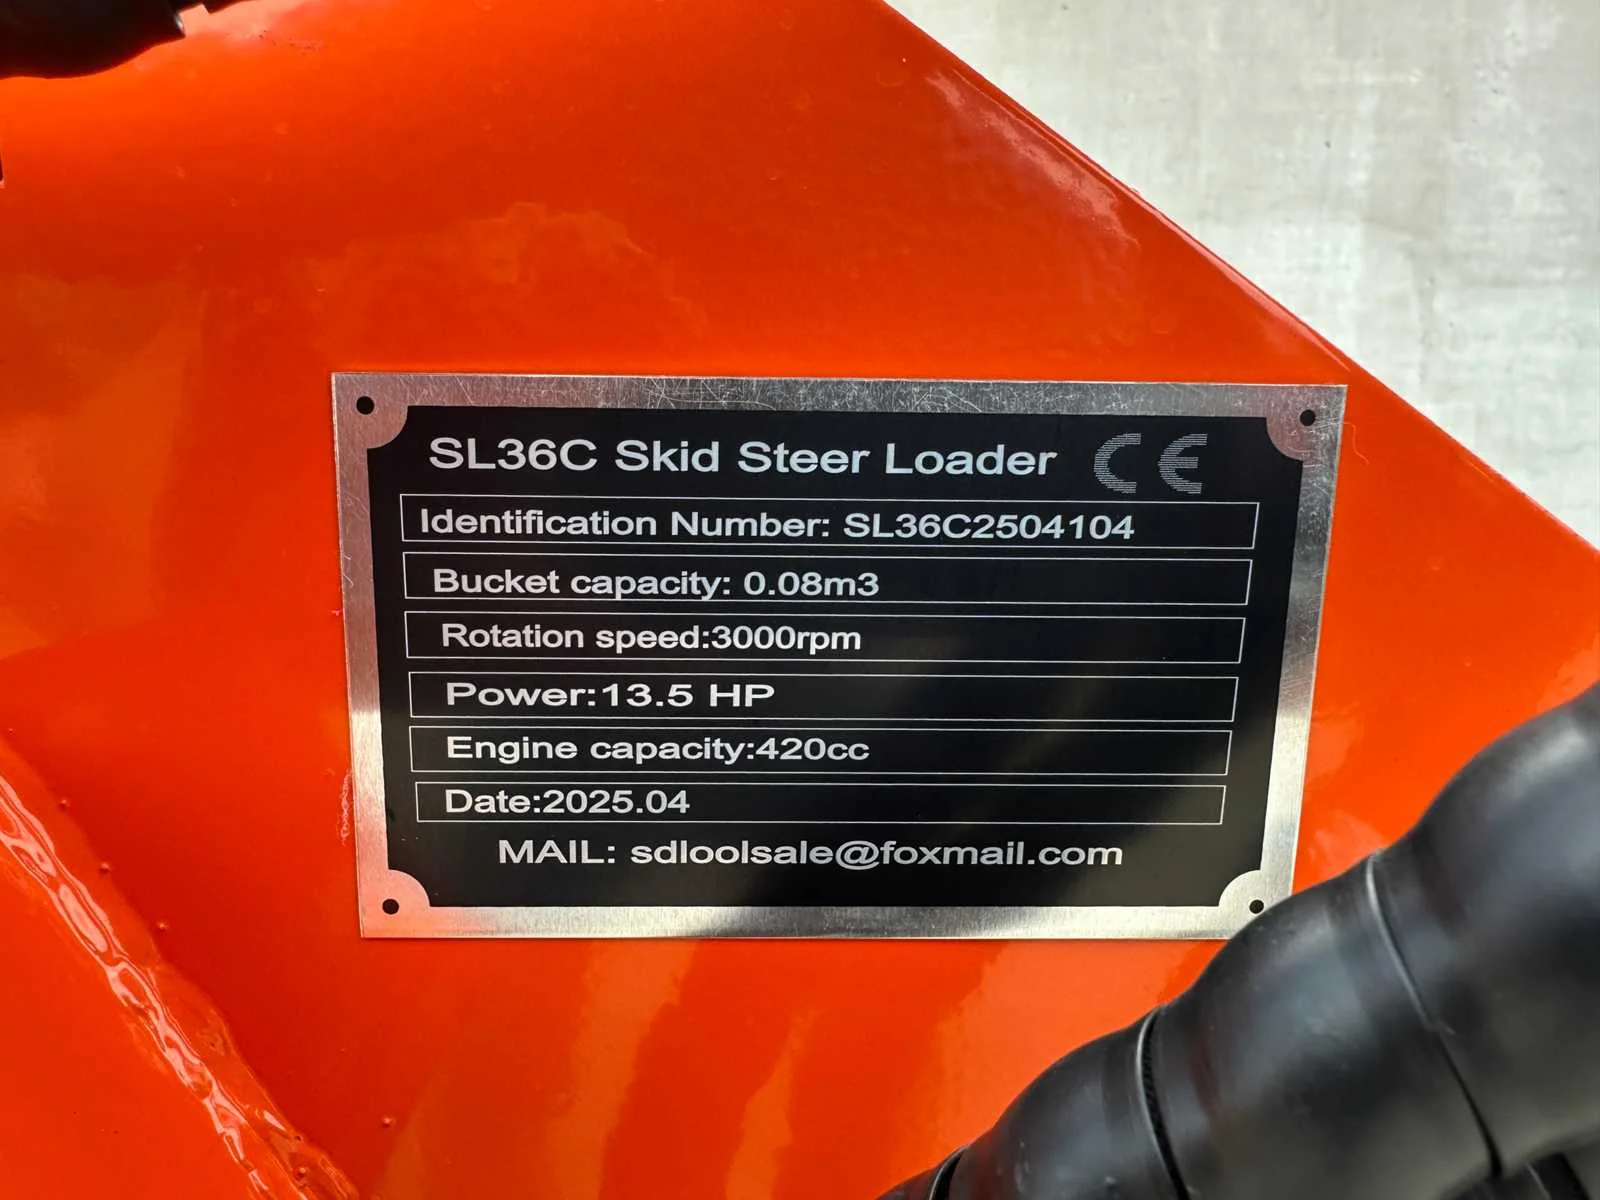 SL36C Skid Steer Loader CE
Identification Number: SL36C2504104
Bucket capacity: 0.08m3
Rotation speed:3000rpm
Power:13.5 HP
Engine capacity:420cc
Date:2025.04
MAIL: sdloolsale@foxmail.com